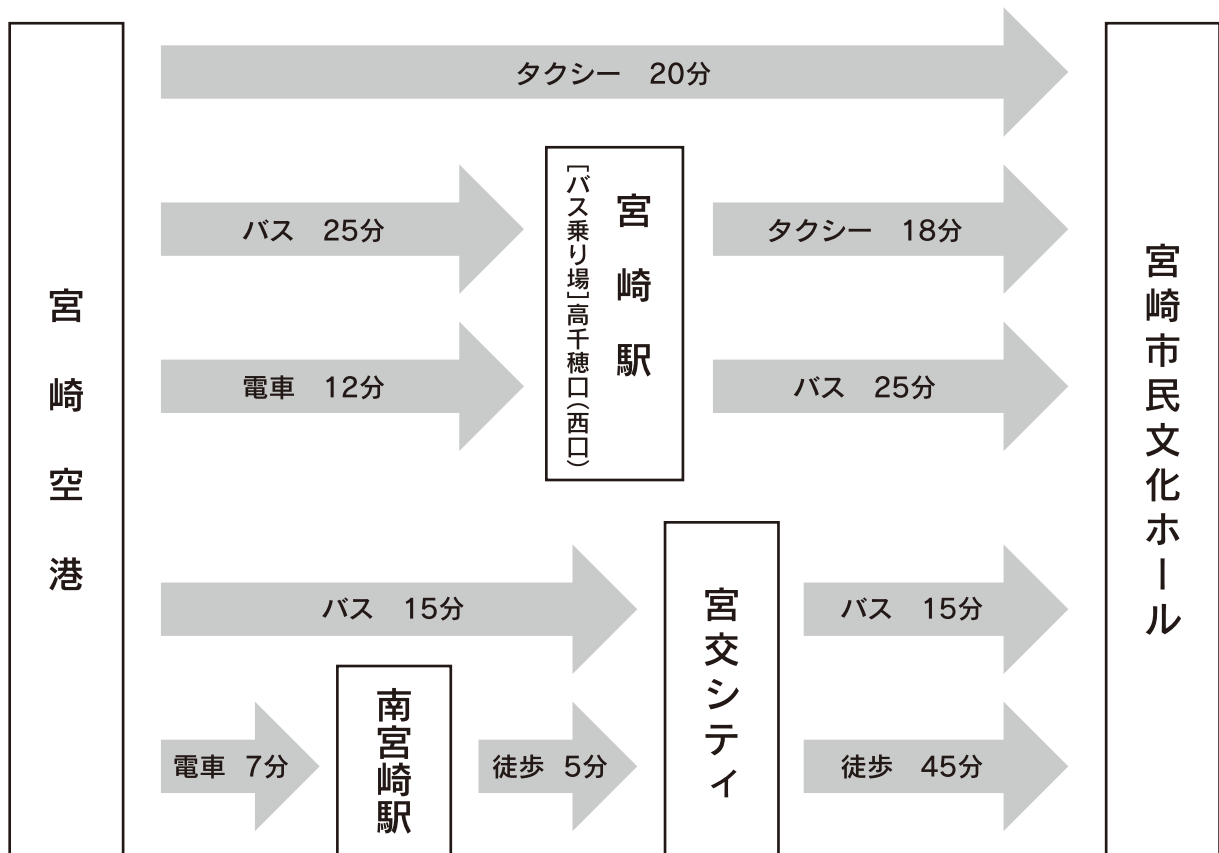 宮崎空港
タクシー 20分
バス 25分
電車 12分
宮崎駅
[バス乗り場]高千穂口(西口)
タクシー 18分
バス 25分
バス 15分
電車 7分
南宮崎駅
徒歩 5分
宮交シティ
バス 15分
徒歩 45分
宮崎市民文化ホール